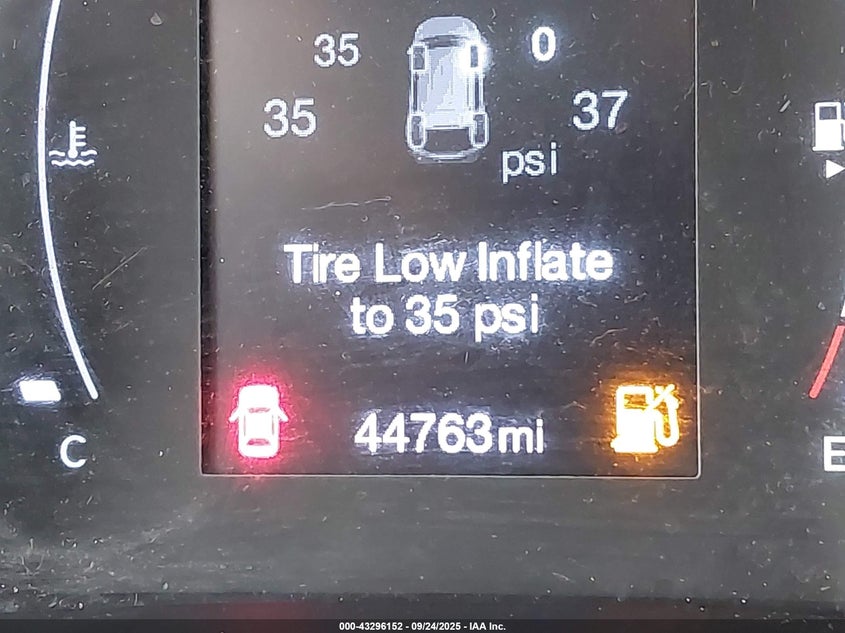 35 0
35 37
psi
Tire Low Inflate
to 35 psi
44763mi
C
E
000-43296152 - 09/24/2025 - IAA Inc.